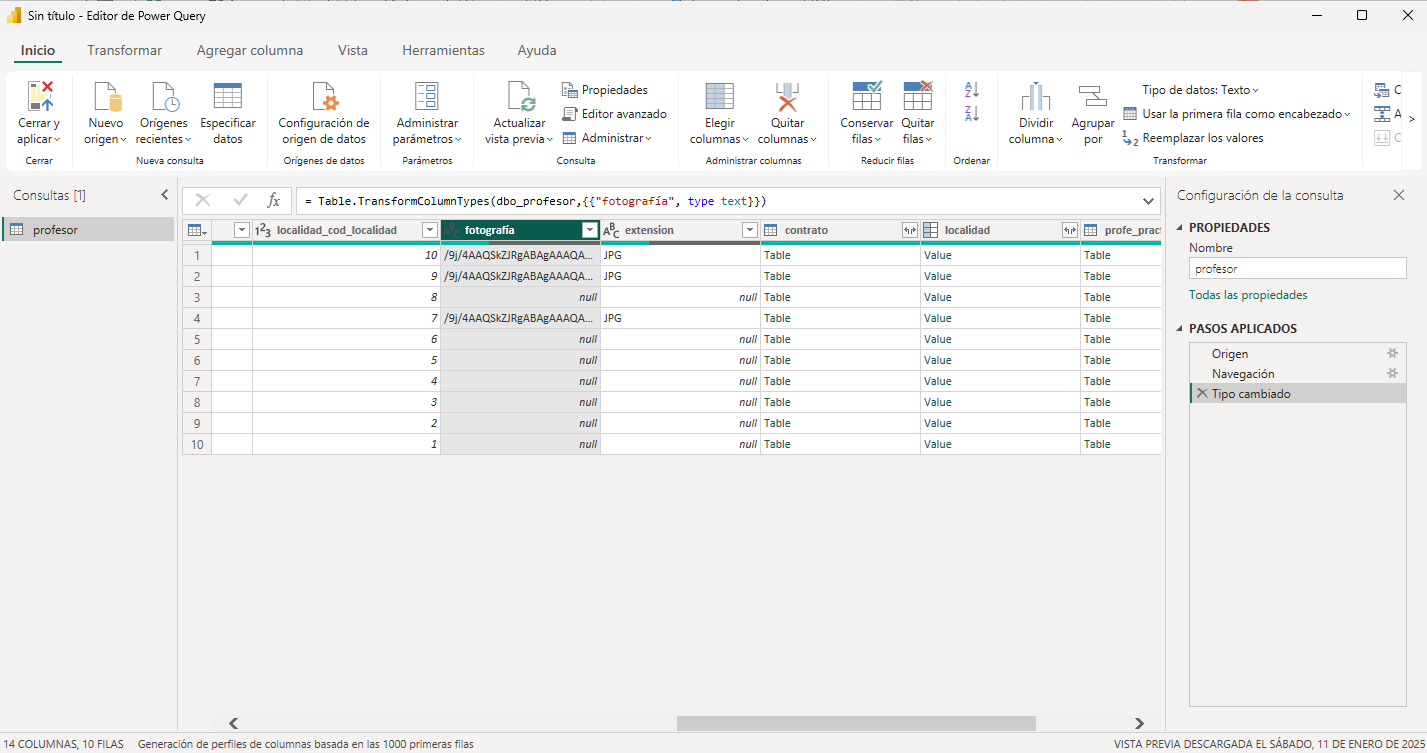 Sin título - Editor de Power Query
Inicio Transformar Agregar columna Vista Herramientas Ayuda
Cerrar y aplicar
Cerrar
Nuevo origen
Orígenes recientes
Especificar datos
Nueva consulta
Configuración de origen de datos
Orígenes de datos
Administrar parámetros
Parámetros
Actualizar vista previa
Propiedades
Editor avanzado
Administrar
Consulta
Elegir columnas
Quitar columnas
Administrar columnas
Conservar filas
Quitar filas
Reducir filas
Ordenar
Dividir columna
Agrupar por
Tipo de datos: Texto
Usar la primera fila como encabezado
Reemplazar los valores
Transformar
C
A
C
Consultas [1]
profesor
fx = Table.TransformColumnTypes(dbo_profesor,{{"fotografía", type text}})
localidad_cod_localidad fotografía extension contrato localidad profe_pract
1 10 /9j/4AAQSkZJRgABAgAAAQA... JPG Table Value Table
2 9 /9j/4AAQSkZJRgABAgAAAQA... JPG Table Value Table
3 8 null null Table Value Table
4 7 /9j/4AAQSkZJRgABAgAAAQA... JPG Table Value Table
5 6 null null Table Value Table
6 5 null null Table Value Table
7 4 null null Table Value Table
8 3 null null Table Value Table
9 2 null null Table Value Table
10 1 null null Table Value Table
Configuración de la consulta
PROPIEDADES
Nombre
profesor
Todas las propiedades
PASOS APLICADOS
Origen
Navegación
Tipo cambiado
14 COLUMNAS, 10 FILAS Generación de perfiles de columnas basada en las 1000 primeras filas
VISTA PREVIA DESCARGADA EL SÁBADO, 11 DE ENERO DE 2025